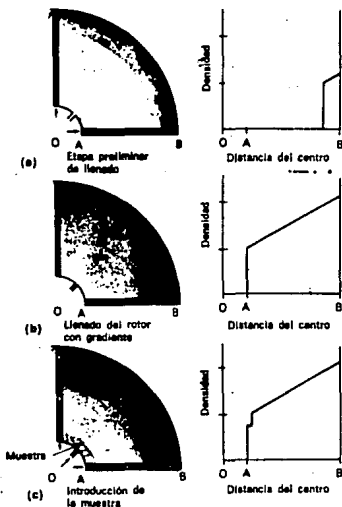 Densidad
O A B A B
(a) Etapa preliminar de llenado
Distancia del centro
Densidad
O A B A B
(b) Llenado del rotor con gradiente
Distancia del centro
Densidad
Muestra
O A B A B
(c) Introducción de la muestra
Distancia del centro